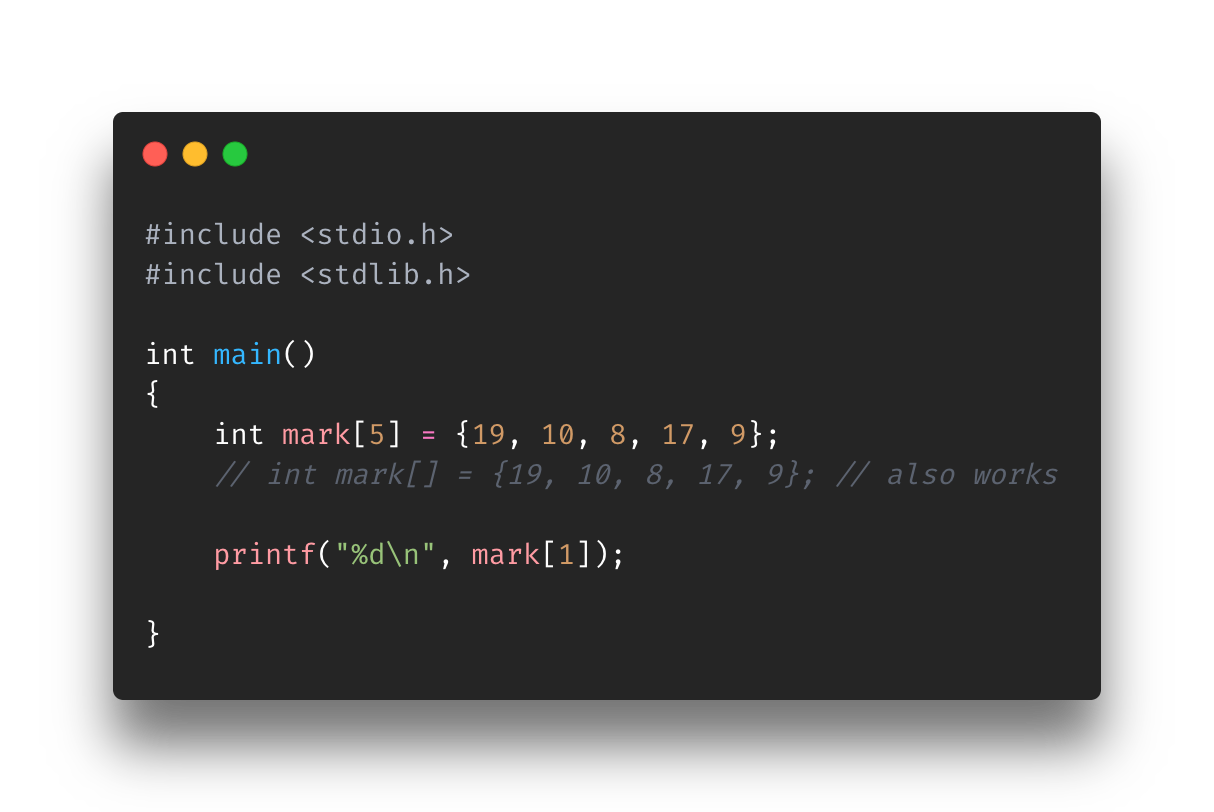 #include <stdio.h>
#include <stdlib.h>
int main()
{
    int mark[5] = {19, 10, 8, 17, 9};
    // int mark[] = {19, 10, 8, 17, 9}; // also works
    printf("%d\n", mark[1]);
}